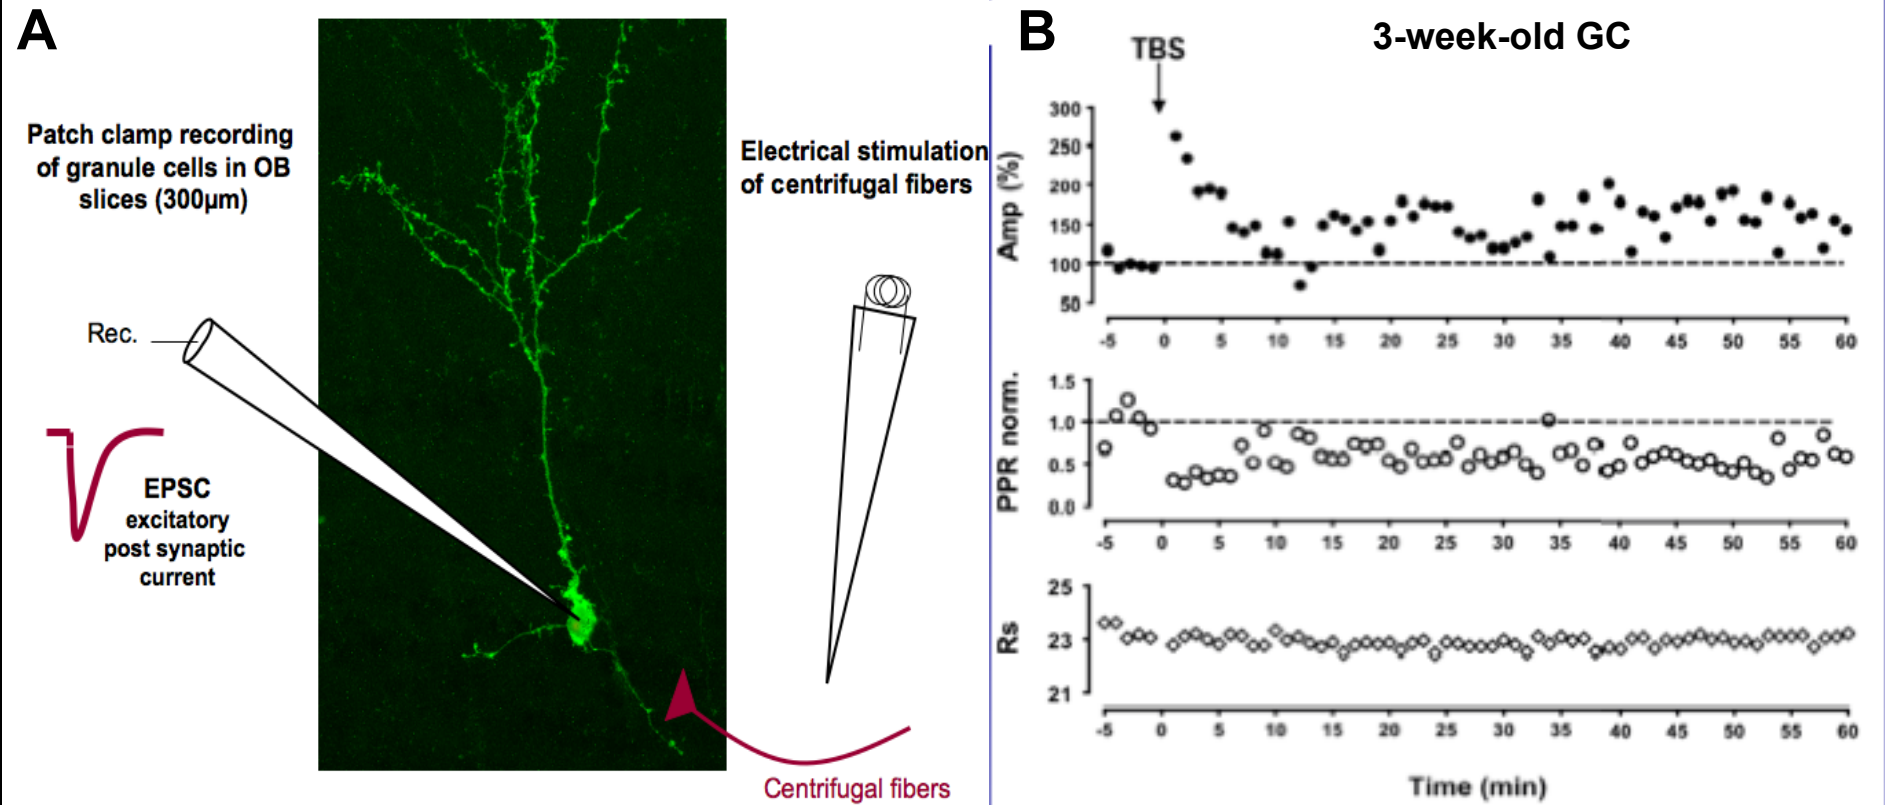 A
Patch clamp recording
of granule cells in OB
slices (300µm)
Rec.
EPSC
excitatory
post synaptic
current
Electrical stimulation
of centrifugal fibers
Centrifugal fibers
B
3-week-old GC
TBS
Amp (%)
300
250
200
150
100
50
-5 0 5 10 15 20 25 30 35 40 45 50 55 60
PPR norm.
1.5
1.0
0.5
0.0
-5 0 5 10 15 20 25 30 35 40 45 50 55 60
Rs
25
23
21
-5 0 5 10 15 20 25 30 35 40 45 50 55 60
Time (min)